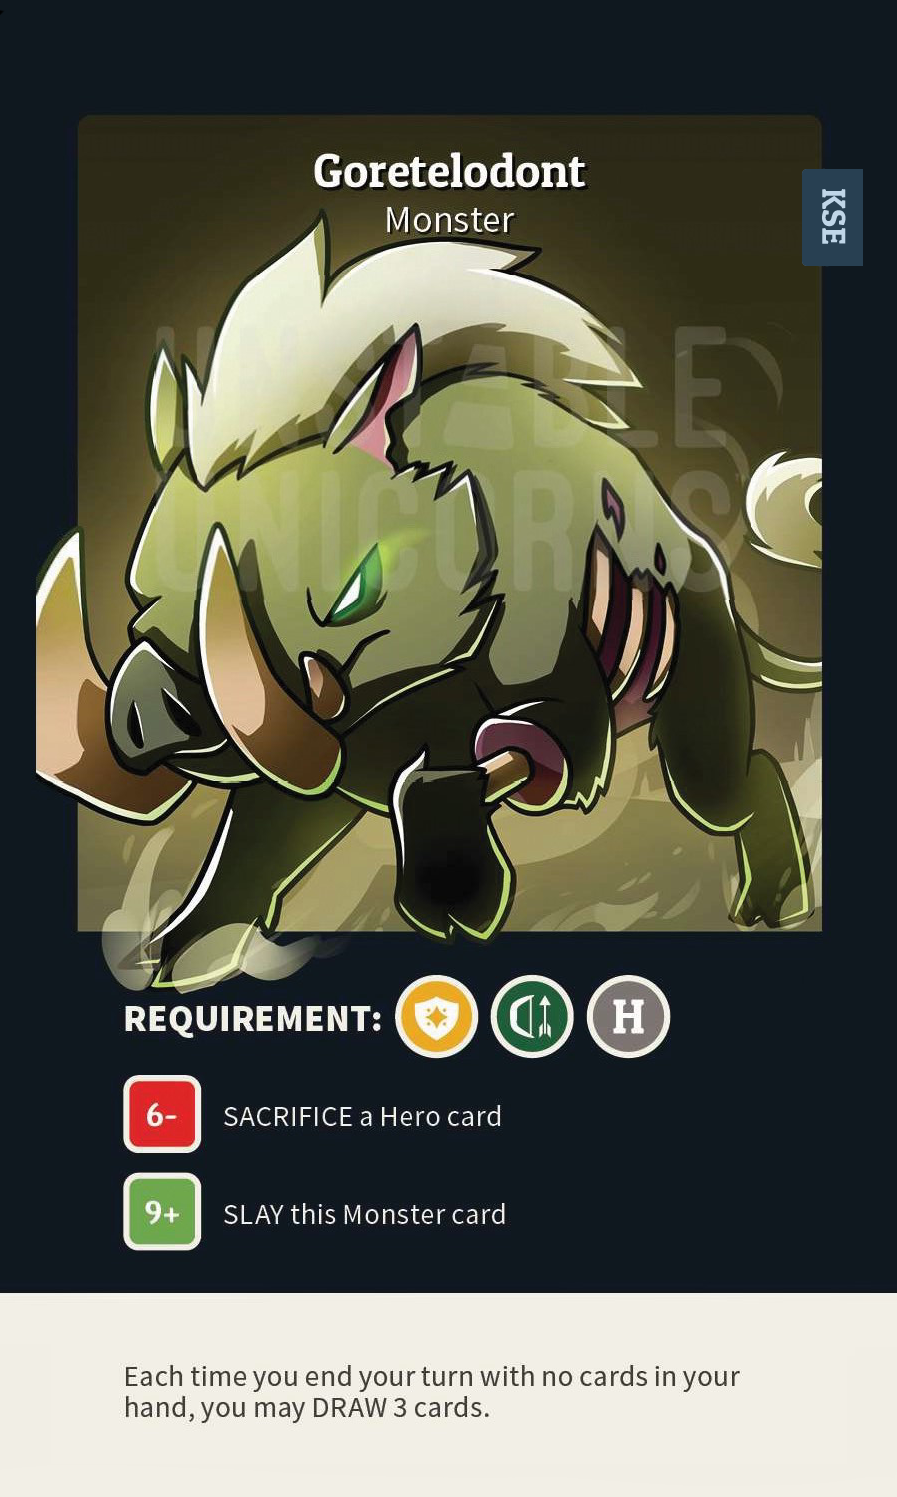 Goretelodont
Monster
KSE
UNSTABLE
UNICORNS
REQUIREMENT: H
6-
SACRIFICE a Hero card
9+
SLAY this Monster card
Each time you end your turn with no cards in your
hand, you may DRAW 3 cards.